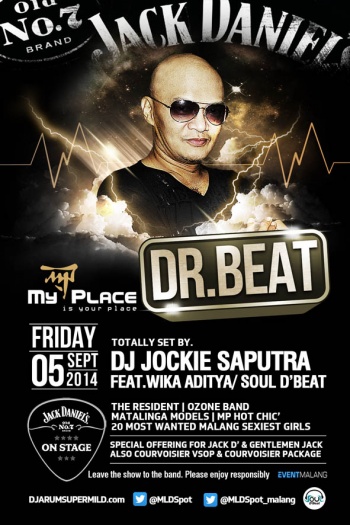 Old
No.7
BRAND
JACK DANIEL'S
DR.BEAT
MY PLACE
is your place
FRIDAY
05 SEPT
2014
TOTALLY SET BY.
DJ JOCKIE SAPUTRA
FEAT.WIKA ADITYA/ SOUL D'BEAT
JACK DANIEL'S
OLD
No.7
ON STAGE
THE RESIDENT | OZONE BAND
MATALINGA MODELS | MP HOT CHIC'
20 MOST WANTED MALANG SEXIEST GIRLS
SPECIAL OFFERING FOR JACK D' & GENTLEMEN JACK
ALSO COURVOISIER VSOP & COURVOISIER PACKAGE
Leave the show to the band. Please enjoy responsibly EVENTMALANG
DJARUMSUPERMILD.com @MLDSpot @MLDSpot_malang